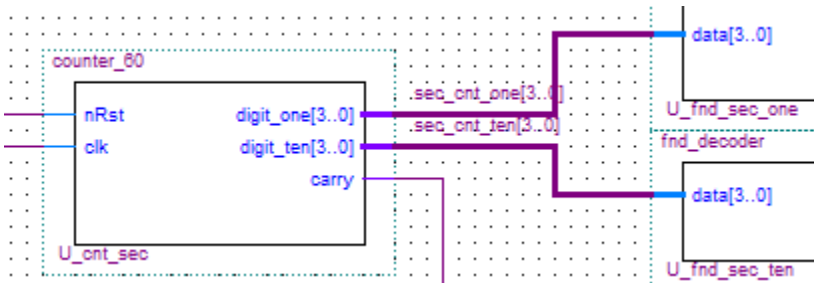 counter_60
nRst
clk
digit_one[3..0]
digit_ten[3..0]
carry
U_cnt_sec
sec_cnt_one[3..0]
sec_cnt_ten[3..0]
data[3..0]
U_fnd_sec_one
fnd_decoder
data[3..0]
U_fnd_sec_ten